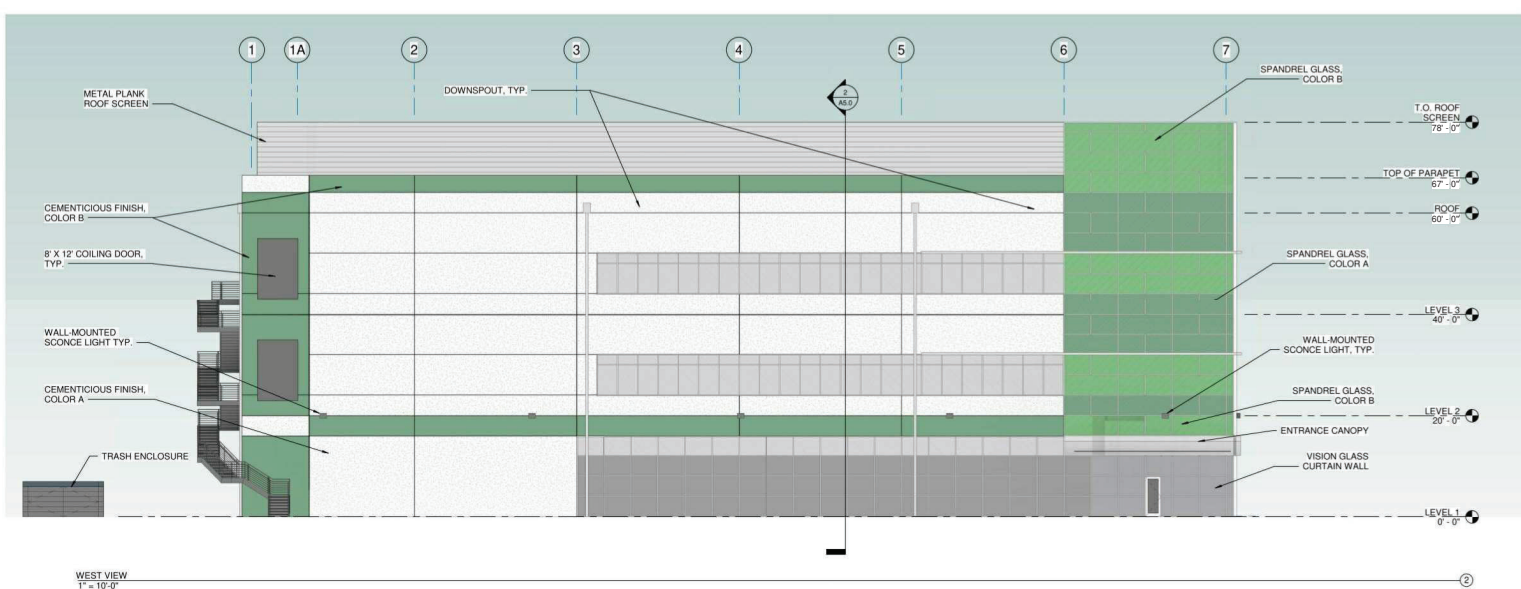 1
1A
2
3
4
5
6
7
METAL PLANK
ROOF SCREEN
DOWNSPOUT, TYP.
2
A5.0
SPANDREL GLASS,
COLOR B
T.O. ROOF
SCREEN
78' - 0"
TOP OF PARAPET
67' - 0"
CEMENTICIOUS FINISH,
COLOR B
ROOF
60' - 0"
8' X 12' COILING DOOR,
TYP.
SPANDREL GLASS,
COLOR A
LEVEL 3
40' - 0"
WALL-MOUNTED
SCONCE LIGHT TYP.
WALL-MOUNTED
SCONCE LIGHT, TYP.
CEMENTICIOUS FINISH,
COLOR A
SPANDREL GLASS,
COLOR B
LEVEL 2
20' - 0"
ENTRANCE CANOPY
TRASH ENCLOSURE
VISION GLASS
CURTAIN WALL
LEVEL 1
0' - 0"
WEST VIEW
1" = 10'-0"
2